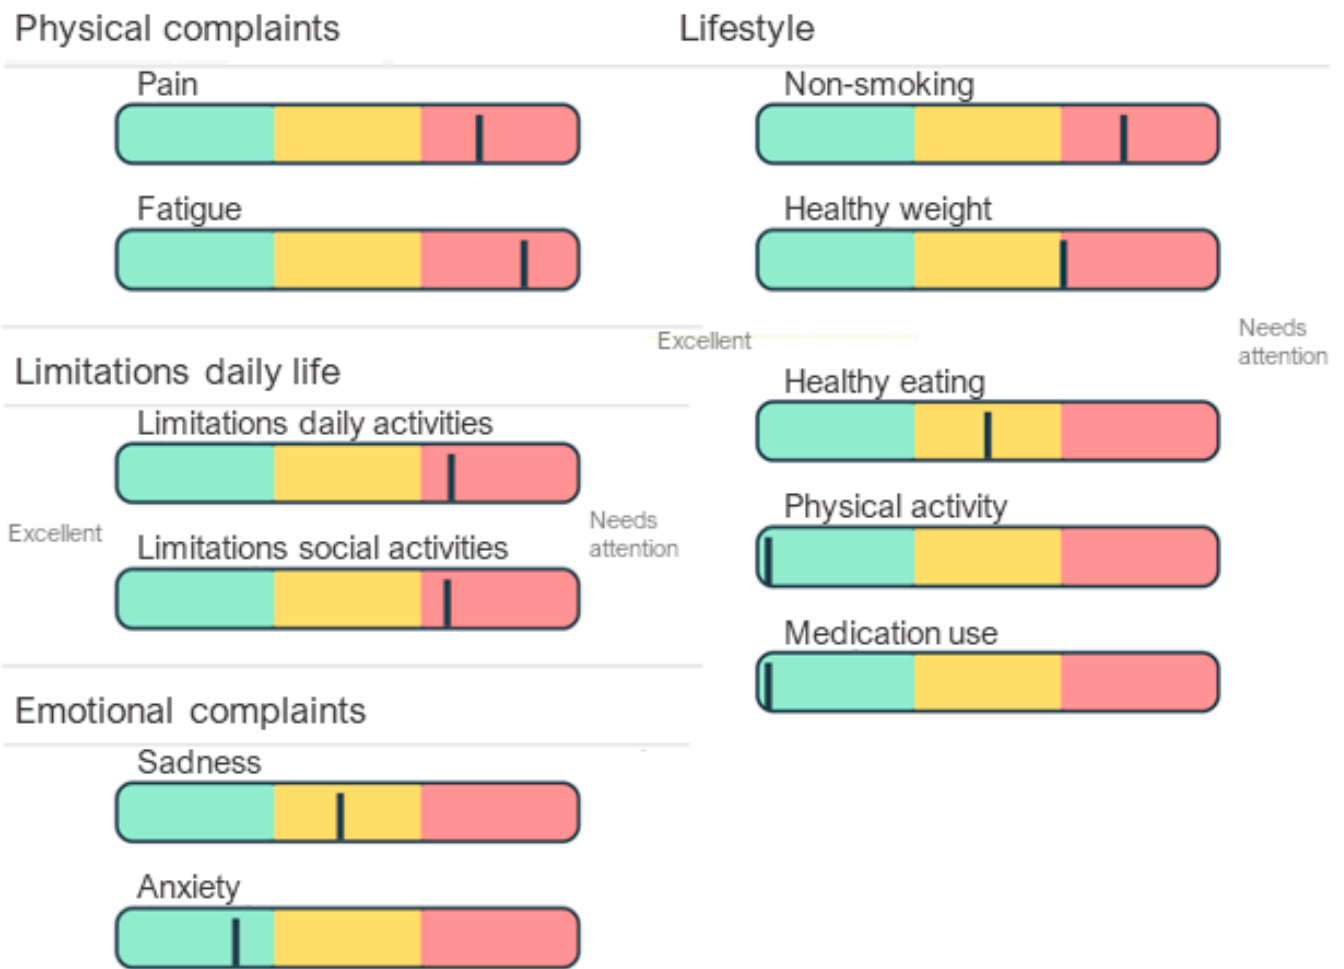 Physical complaints
Pain
Fatigue
Limitations daily life
Limitations daily activities
Excellent
Needs
attention
Limitations social activities
Emotional complaints
Sadness
Anxiety
Lifestyle
Non-smoking
Healthy weight
Excellent
Needs
attention
Healthy eating
Physical activity
Medication use